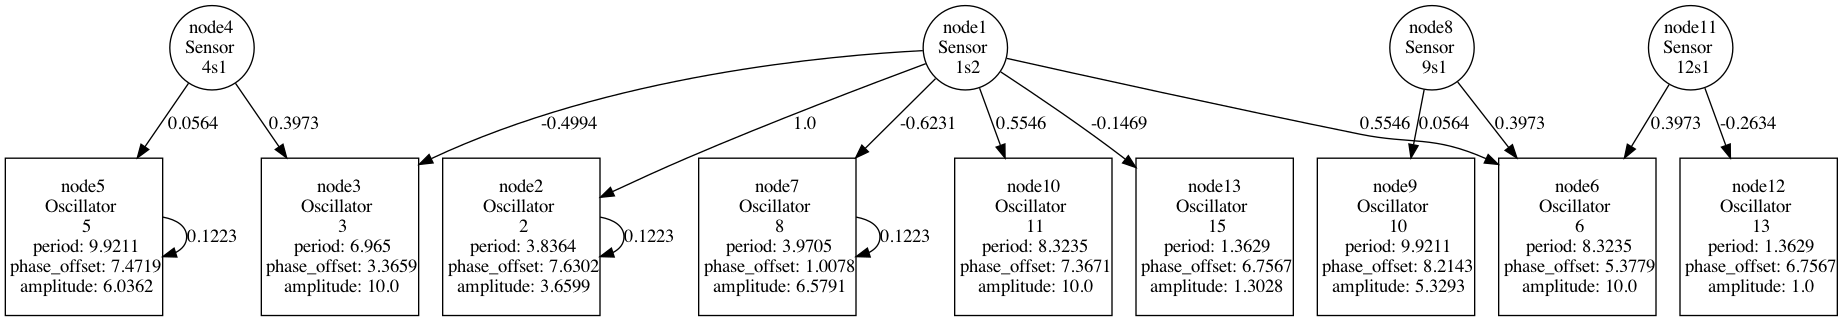 node4
Sensor
4s1
node1
Sensor
1s2
node8
Sensor
9s1
node11
Sensor
12s1
0.0564
0.3973
-0.4994
1.0
-0.6231
0.5546
-0.1469
0.5546
0.0564
0.3973
0.3973
-0.2634
node5
Oscillator
5
period: 9.9211
phase_offset: 7.4719
amplitude: 6.0362
0.1223
node3
Oscillator
3
period: 6.965
phase_offset: 3.3659
amplitude: 10.0
node2
Oscillator
2
period: 3.8364
phase_offset: 7.6302
amplitude: 3.6599
0.1223
node7
Oscillator
8
period: 3.9705
phase_offset: 1.0078
amplitude: 6.5791
0.1223
node10
Oscillator
11
period: 8.3235
phase_offset: 7.3671
amplitude: 10.0
node13
Oscillator
15
period: 1.3629
phase_offset: 6.7567
amplitude: 1.3028
node9
Oscillator
10
period: 9.9211
phase_offset: 8.2143
amplitude: 5.3293
node6
Oscillator
6
period: 8.3235
phase_offset: 5.3779
amplitude: 10.0
node12
Oscillator
13
period: 1.3629
phase_offset: 6.7567
amplitude: 1.0